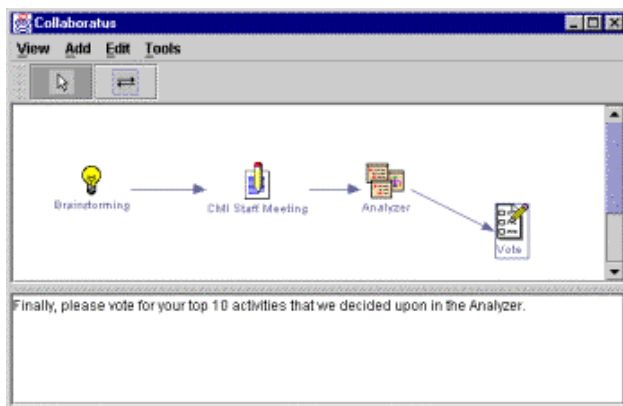 Collaboratus
View Add Edit Tools
Brainstorming
CMI Staff Meeting
Analyzer
Vote
Finally, please vote for your top 10 activities that we decided upon in the Analyzer.